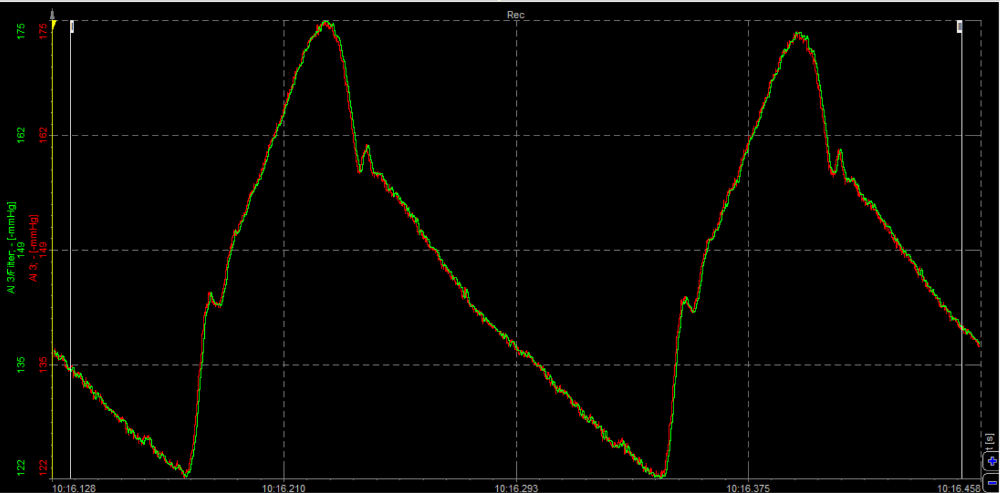 Rec
I
II
175
175
162
162
149
149
135
135
122
122
AI 3/Filter; - [-mmHg]
AI 3; - [-mmHg]
t [s]
10:16.128
10:16.210
10:16.293
10:16.375
10:16.458